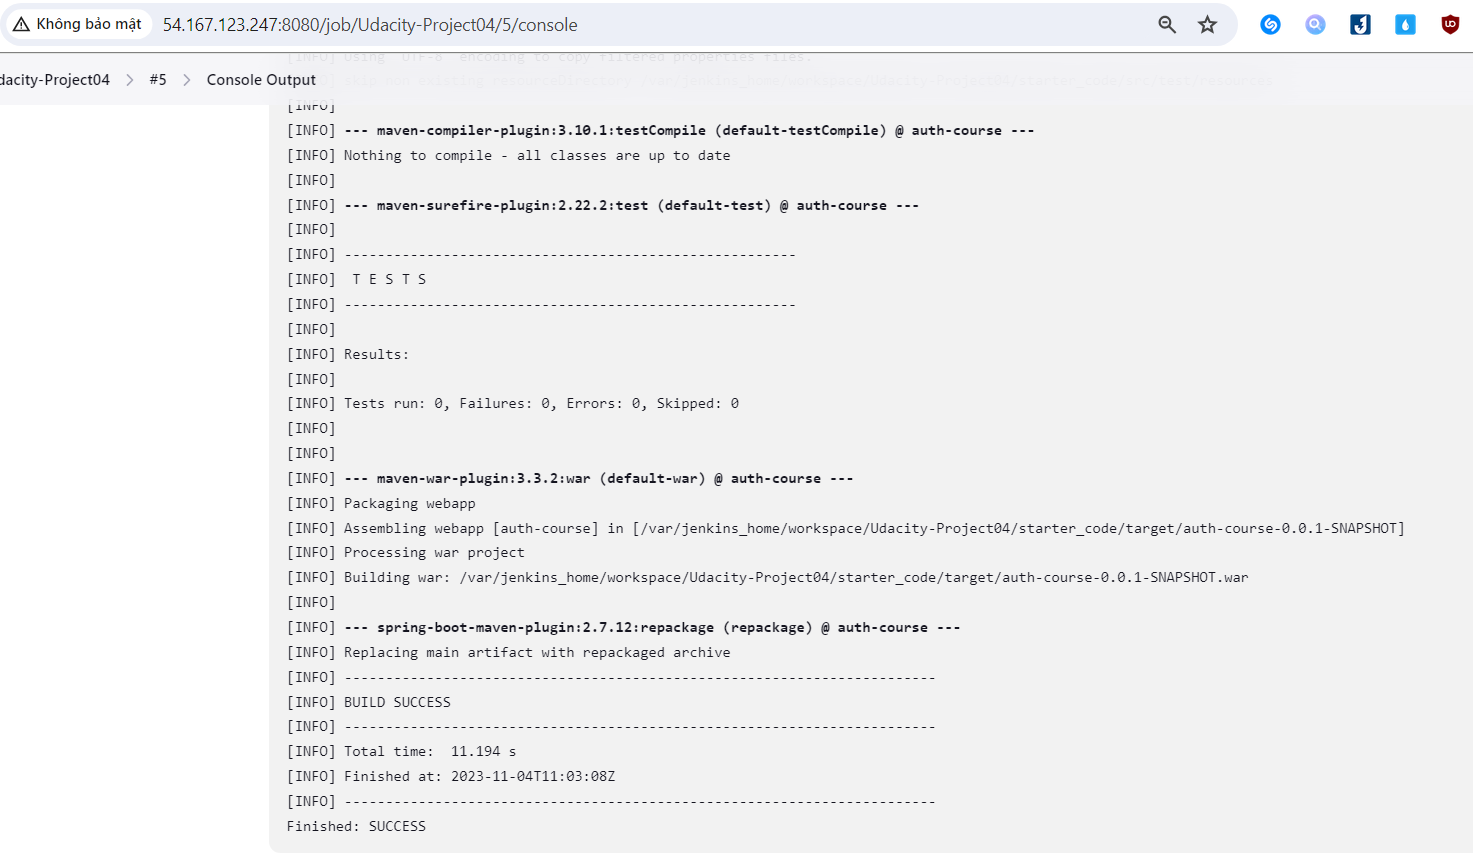 Không bảo mật 54.167.123.247:8080/job/Udacity-Project04/5/console
[INFO] Using 'UTF-8' encoding to copy filtered properties files.
[INFO] skip non existing resourceDirectory /var/jenkins_home/workspace/Udacity-Project04/starter_code/src/test/resources
dacity-Project04 > #5 > Console Output
[INFO]
[INFO] --- maven-compiler-plugin:3.10.1:testCompile (default-testCompile) @ auth-course ---
[INFO] Nothing to compile - all classes are up to date
[INFO]
[INFO] --- maven-surefire-plugin:2.22.2:test (default-test) @ auth-course ---
[INFO]
[INFO] -------------------------------------------------------
[INFO]  T E S T S
[INFO] -------------------------------------------------------
[INFO]
[INFO] Results:
[INFO]
[INFO] Tests run: 0, Failures: 0, Errors: 0, Skipped: 0
[INFO]
[INFO]
[INFO] --- maven-war-plugin:3.3.2:war (default-war) @ auth-course ---
[INFO] Packaging webapp
[INFO] Assembling webapp [auth-course] in [/var/jenkins_home/workspace/Udacity-Project04/starter_code/target/auth-course-0.0.1-SNAPSHOT]
[INFO] Processing war project
[INFO] Building war: /var/jenkins_home/workspace/Udacity-Project04/starter_code/target/auth-course-0.0.1-SNAPSHOT.war
[INFO]
[INFO] --- spring-boot-maven-plugin:2.7.12:repackage (repackage) @ auth-course ---
[INFO] Replacing main artifact with repackaged archive
[INFO] ------------------------------------------------------------------------
[INFO] BUILD SUCCESS
[INFO] ------------------------------------------------------------------------
[INFO] Total time:  11.194 s
[INFO] Finished at: 2023-11-04T11:03:08Z
[INFO] ------------------------------------------------------------------------
Finished: SUCCESS